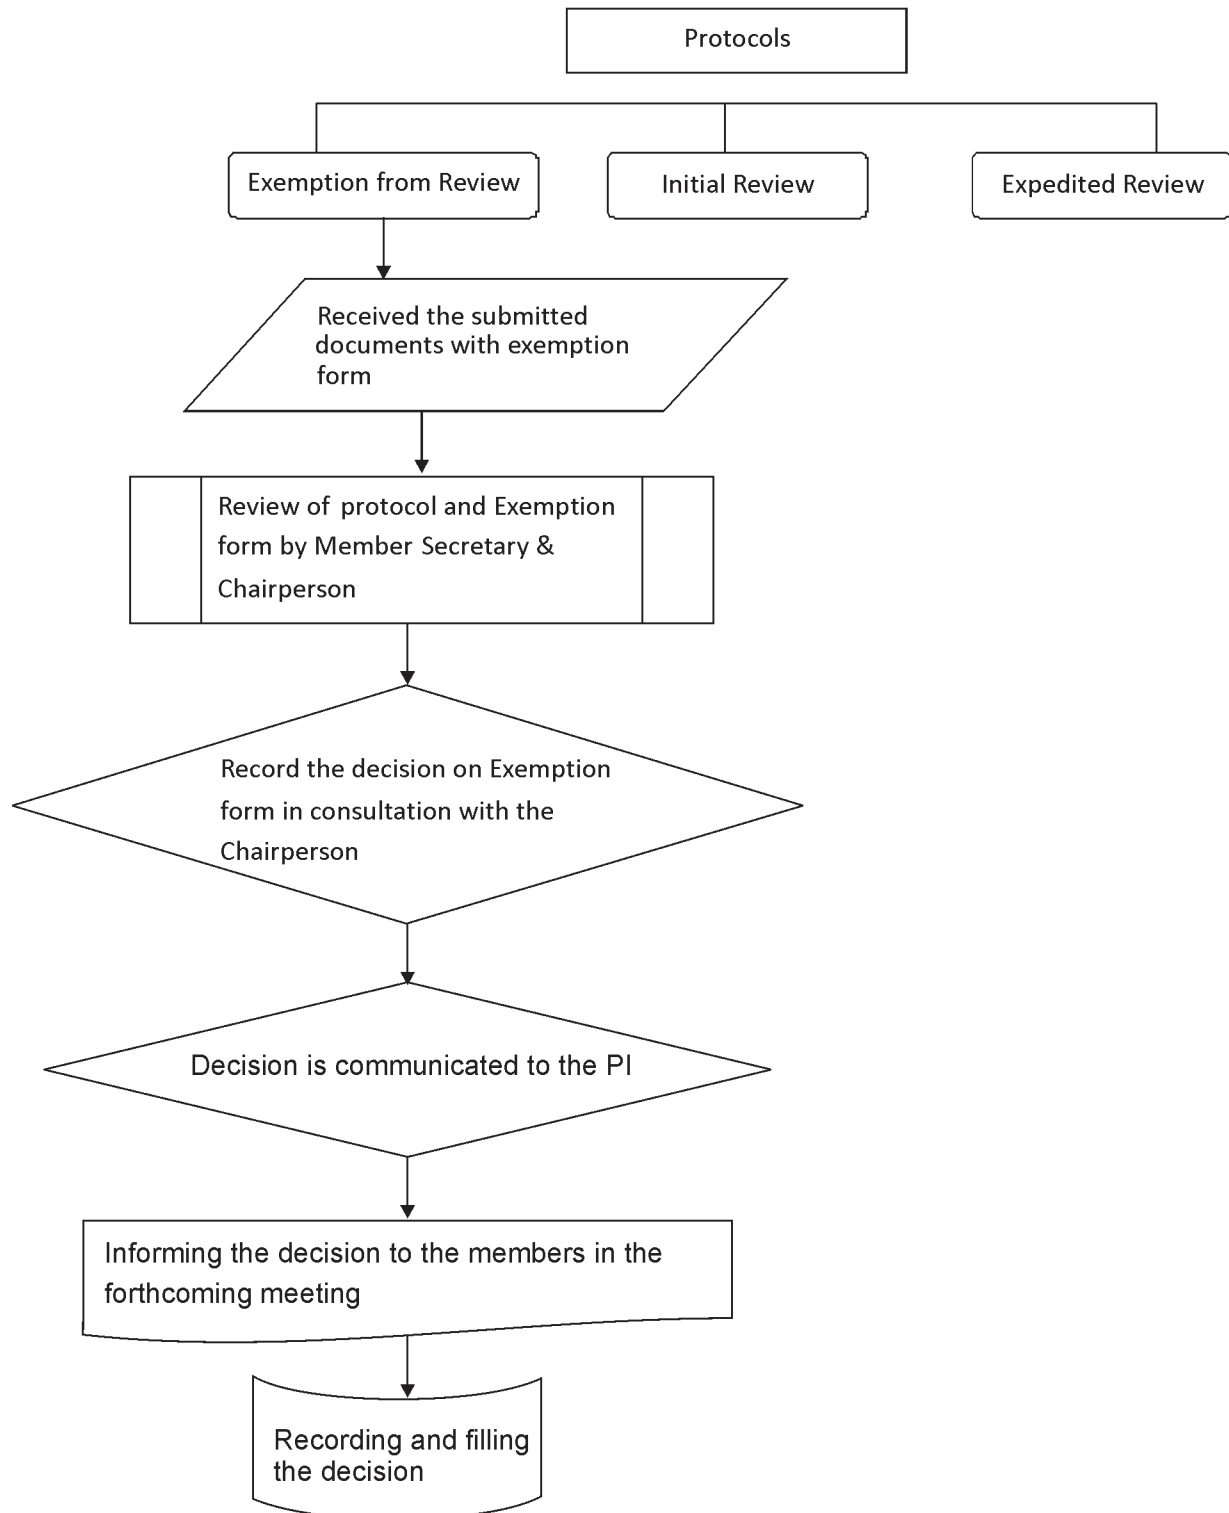 Protocols
Exemption from Review
Initial Review
Expedited Review
Received the submitted
documents with exemption
form
Review of protocol and Exemption
form by Member Secretary &
Chairperson
Record the decision on Exemption
form in consultation with the
Chairperson
Decision is communicated to the PI
Informing the decision to the members in the
forthcoming meeting
Recording and filling
the decision